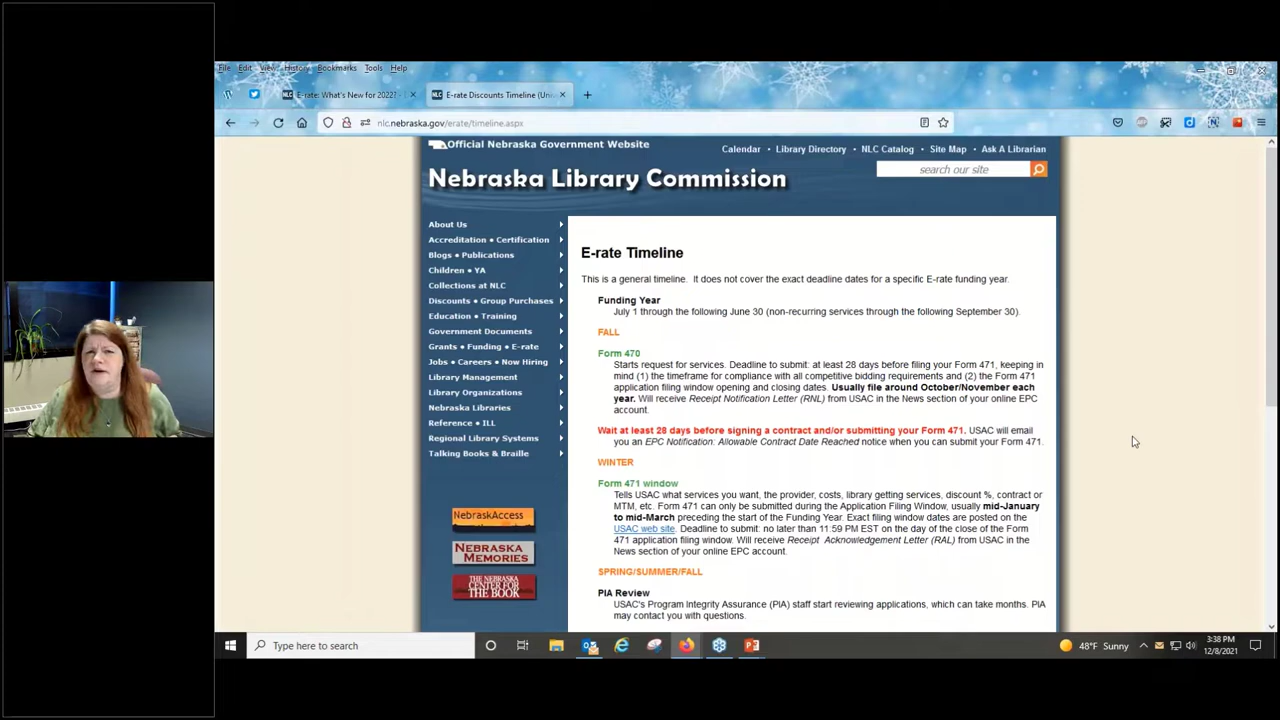 File Edit View History Bookmarks Tools Help
E-rate: What's New for 2022? -
E-rate Discounts Timeline (Univ
nlc.nebraska.gov/erate/timeline.aspx
Official Nebraska Government Website
Calendar • Library Directory • NLC Catalog • Site Map • Ask A Librarian
Nebraska Library Commission
search our site
About Us
Accreditation • Certification
Blogs • Publications
Children • YA
Collections at NLC
Discounts • Group Purchases
Education • Training
Government Documents
Grants • Funding • E-rate
Jobs • Careers • Now Hiring
Library Management
Library Organizations
Nebraska Libraries
Reference • ILL
Regional Library Systems
Talking Books & Braille
NebraskAccess
NEBRASKA
MEMORIES
THE NEBRASKA
CENTER FOR
THE BOOK
E-rate Timeline
This is a general timeline. It does not cover the exact deadline dates for a specific E-rate funding year.
Funding Year
July 1 through the following June 30 (non-recurring services through the following September 30).
FALL
Form 470
Starts request for services. Deadline to submit: at least 28 days before filing your Form 471, keeping in
mind (1) the timeframe for compliance with all competitive bidding requirements and (2) the Form 471
application filing window opening and closing dates. Usually file around October/November each
year. Will receive Receipt Notification Letter (RNL) from USAC in the News section of your online EPC
account.
Wait at least 28 days before signing a contract and/or submitting your Form 471. USAC will email
you an EPC Notification: Allowable Contract Date Reached notice when you can submit your Form 471.
WINTER
Form 471 window
Tells USAC what services you want, the provider, costs, library getting services, discount %, contract or
MTM, etc. Form 471 can only be submitted during the Application Filing Window, usually mid-January
to mid-March preceding the start of the Funding Year. Exact filing window dates are posted on the
USAC web site. Deadline to submit: no later than 11:59 PM EST on the day of the close of the Form
471 application filing window. Will receive Receipt Acknowledgement Letter (RAL) from USAC in the
News section of your online EPC account.
SPRING/SUMMER/FALL
PIA Review
USAC's Program Integrity Assurance (PIA) staff start reviewing applications, which can take months. PIA
may contact you with questions.
Type here to search
48°F Sunny
3:38 PM
12/8/2021